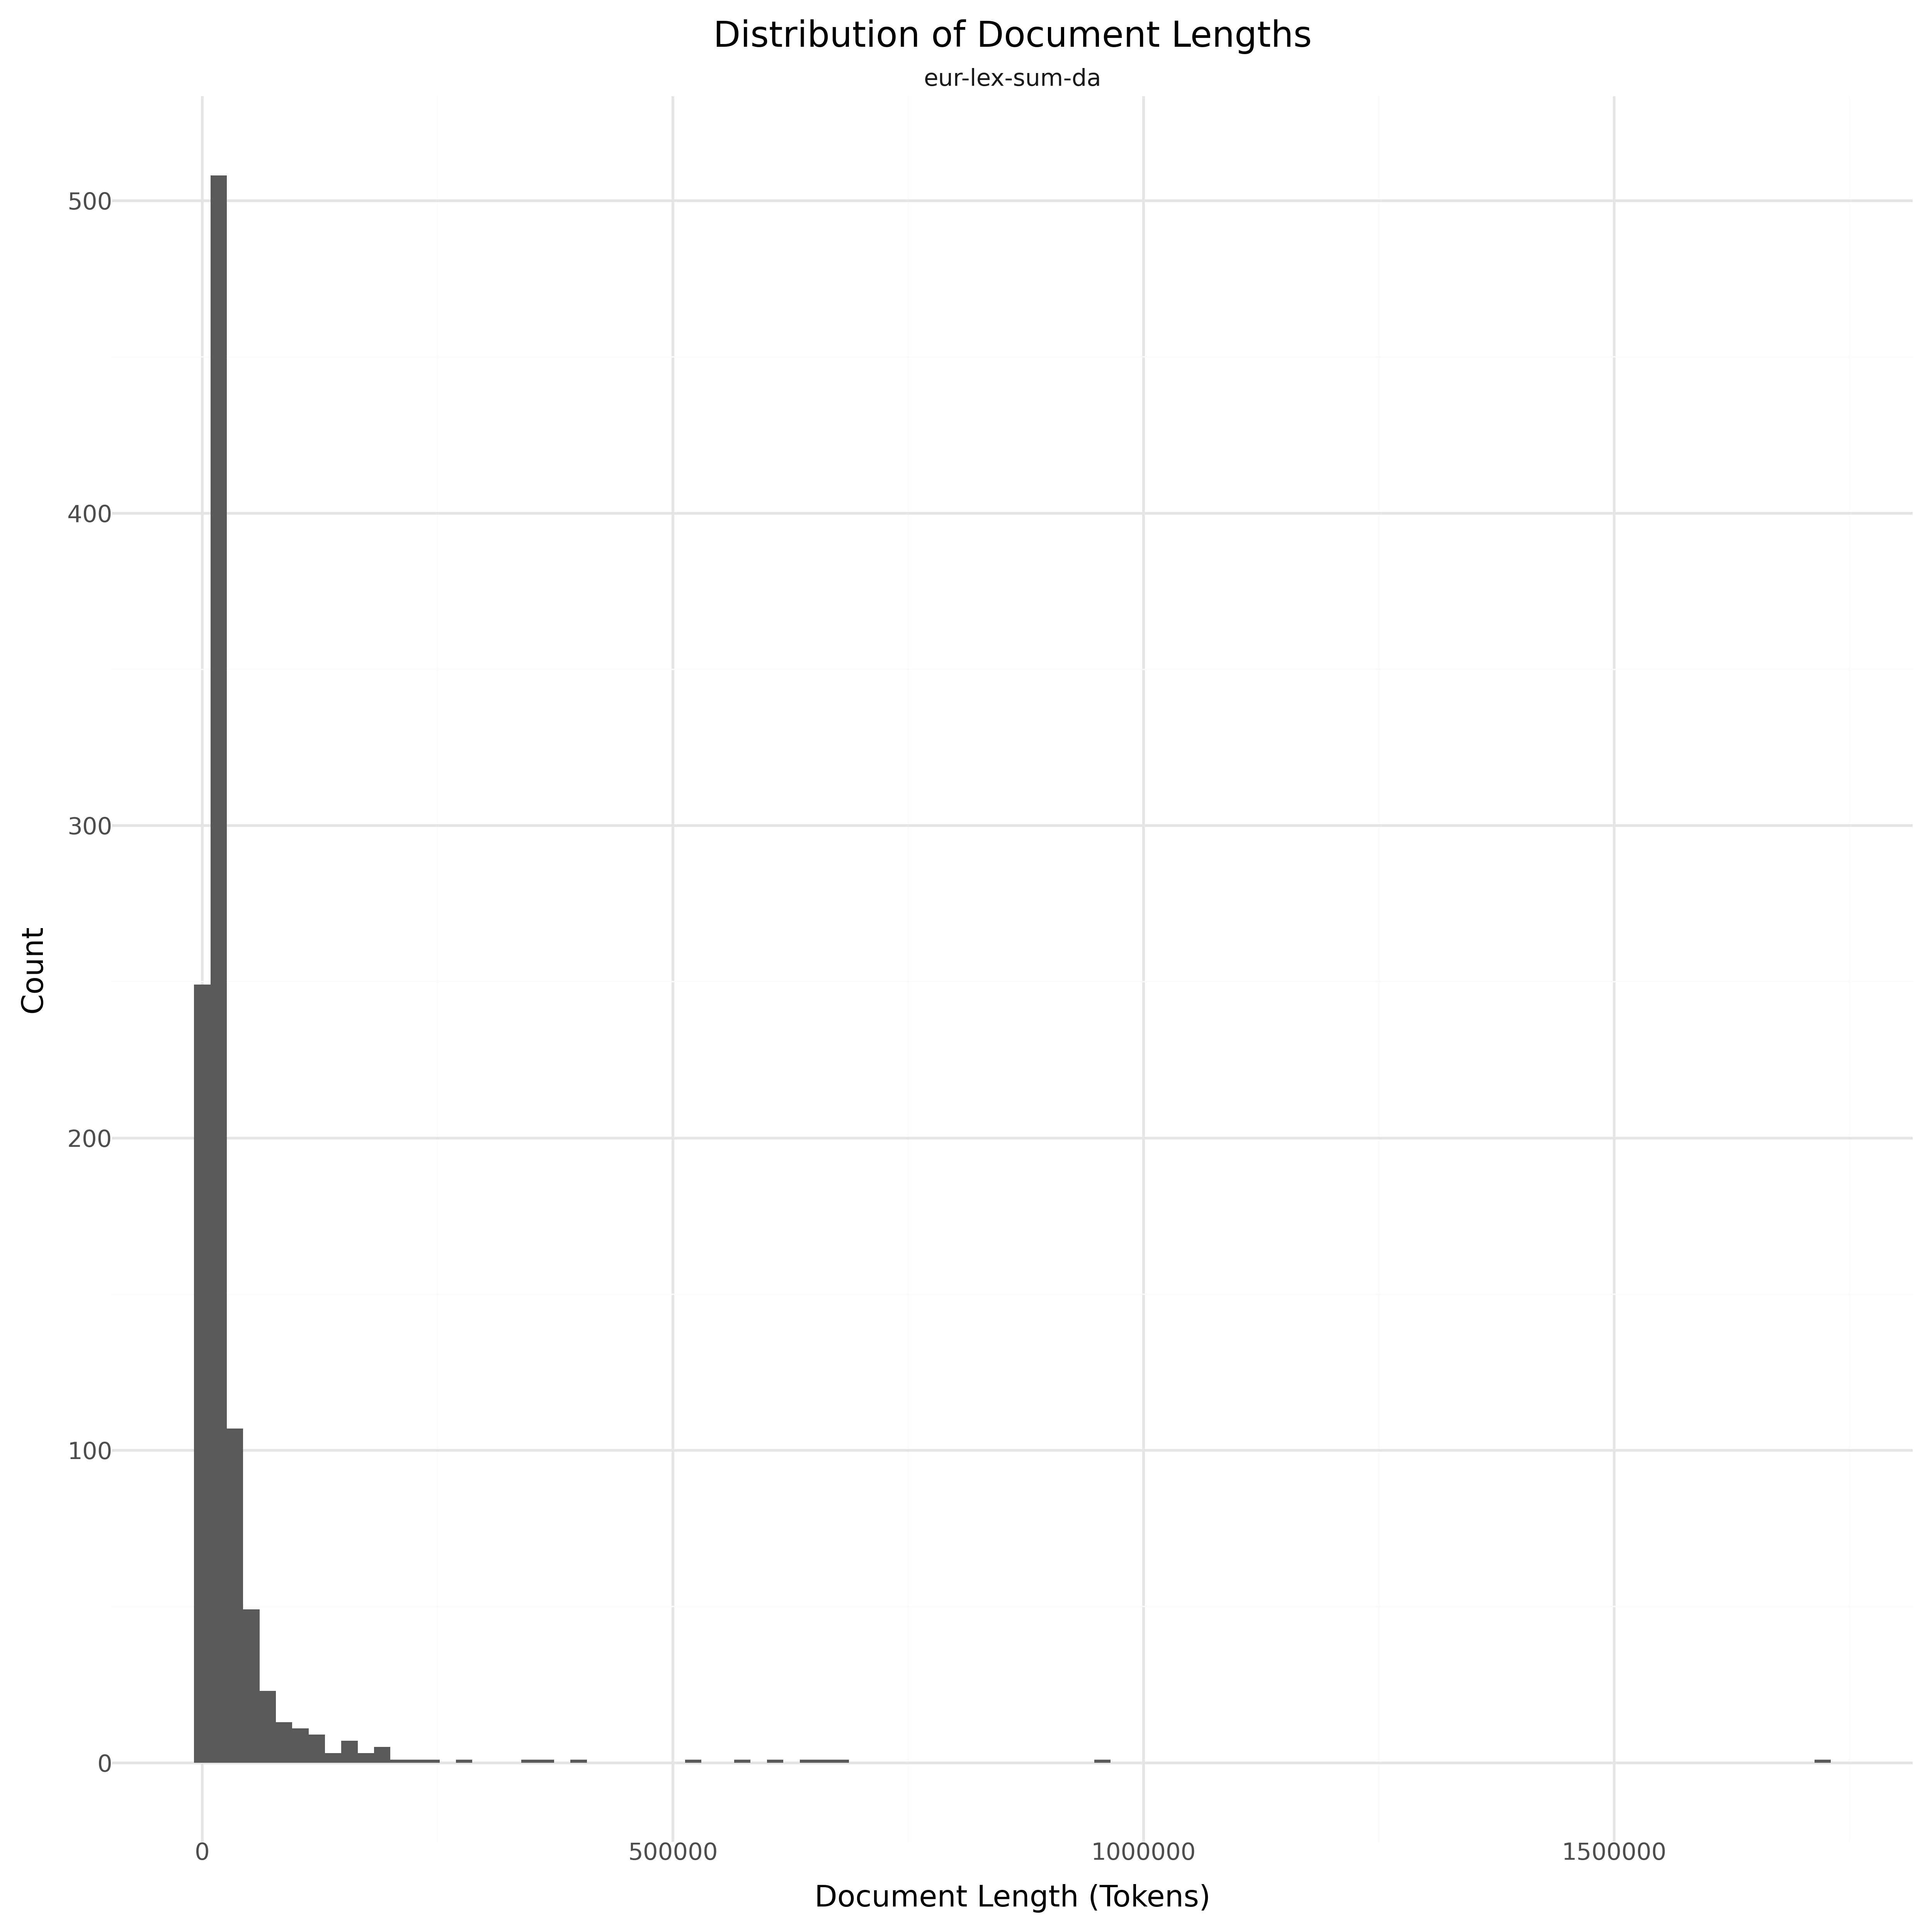 Distribution of Document Lengths
eur-lex-sum-da
500
400
300
200
100
0
Count
0 500000 1000000 1500000
Document Length (Tokens)